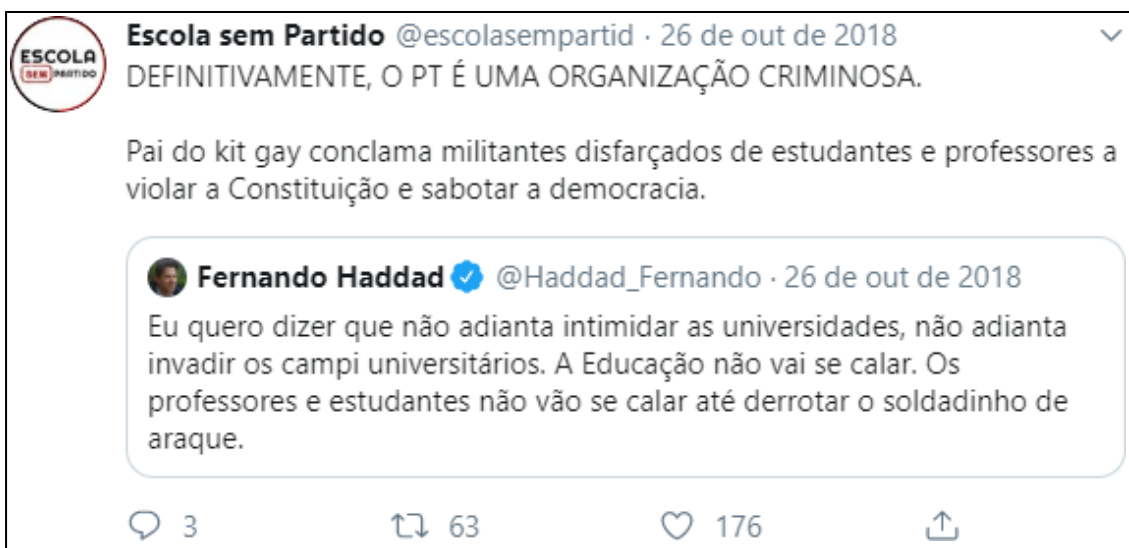 ESCOLA
SEM PARTIDO
Escola sem Partido @escolasempartid · 26 de out de 2018
DEFINITIVAMENTE, O PT É UMA ORGANIZAÇÃO CRIMINOSA.
Pai do kit gay conclama militantes disfarçados de estudantes e professores a
violar a Constituição e sabotar a democracia.
Fernando Haddad @Haddad_Fernando · 26 de out de 2018
Eu quero dizer que não adianta intimidar as universidades, não adianta
invadir os campi universitários. A Educação não vai se calar. Os
professores e estudantes não vão se calar até derrotar o soldadinho de
araque.
3 63 176